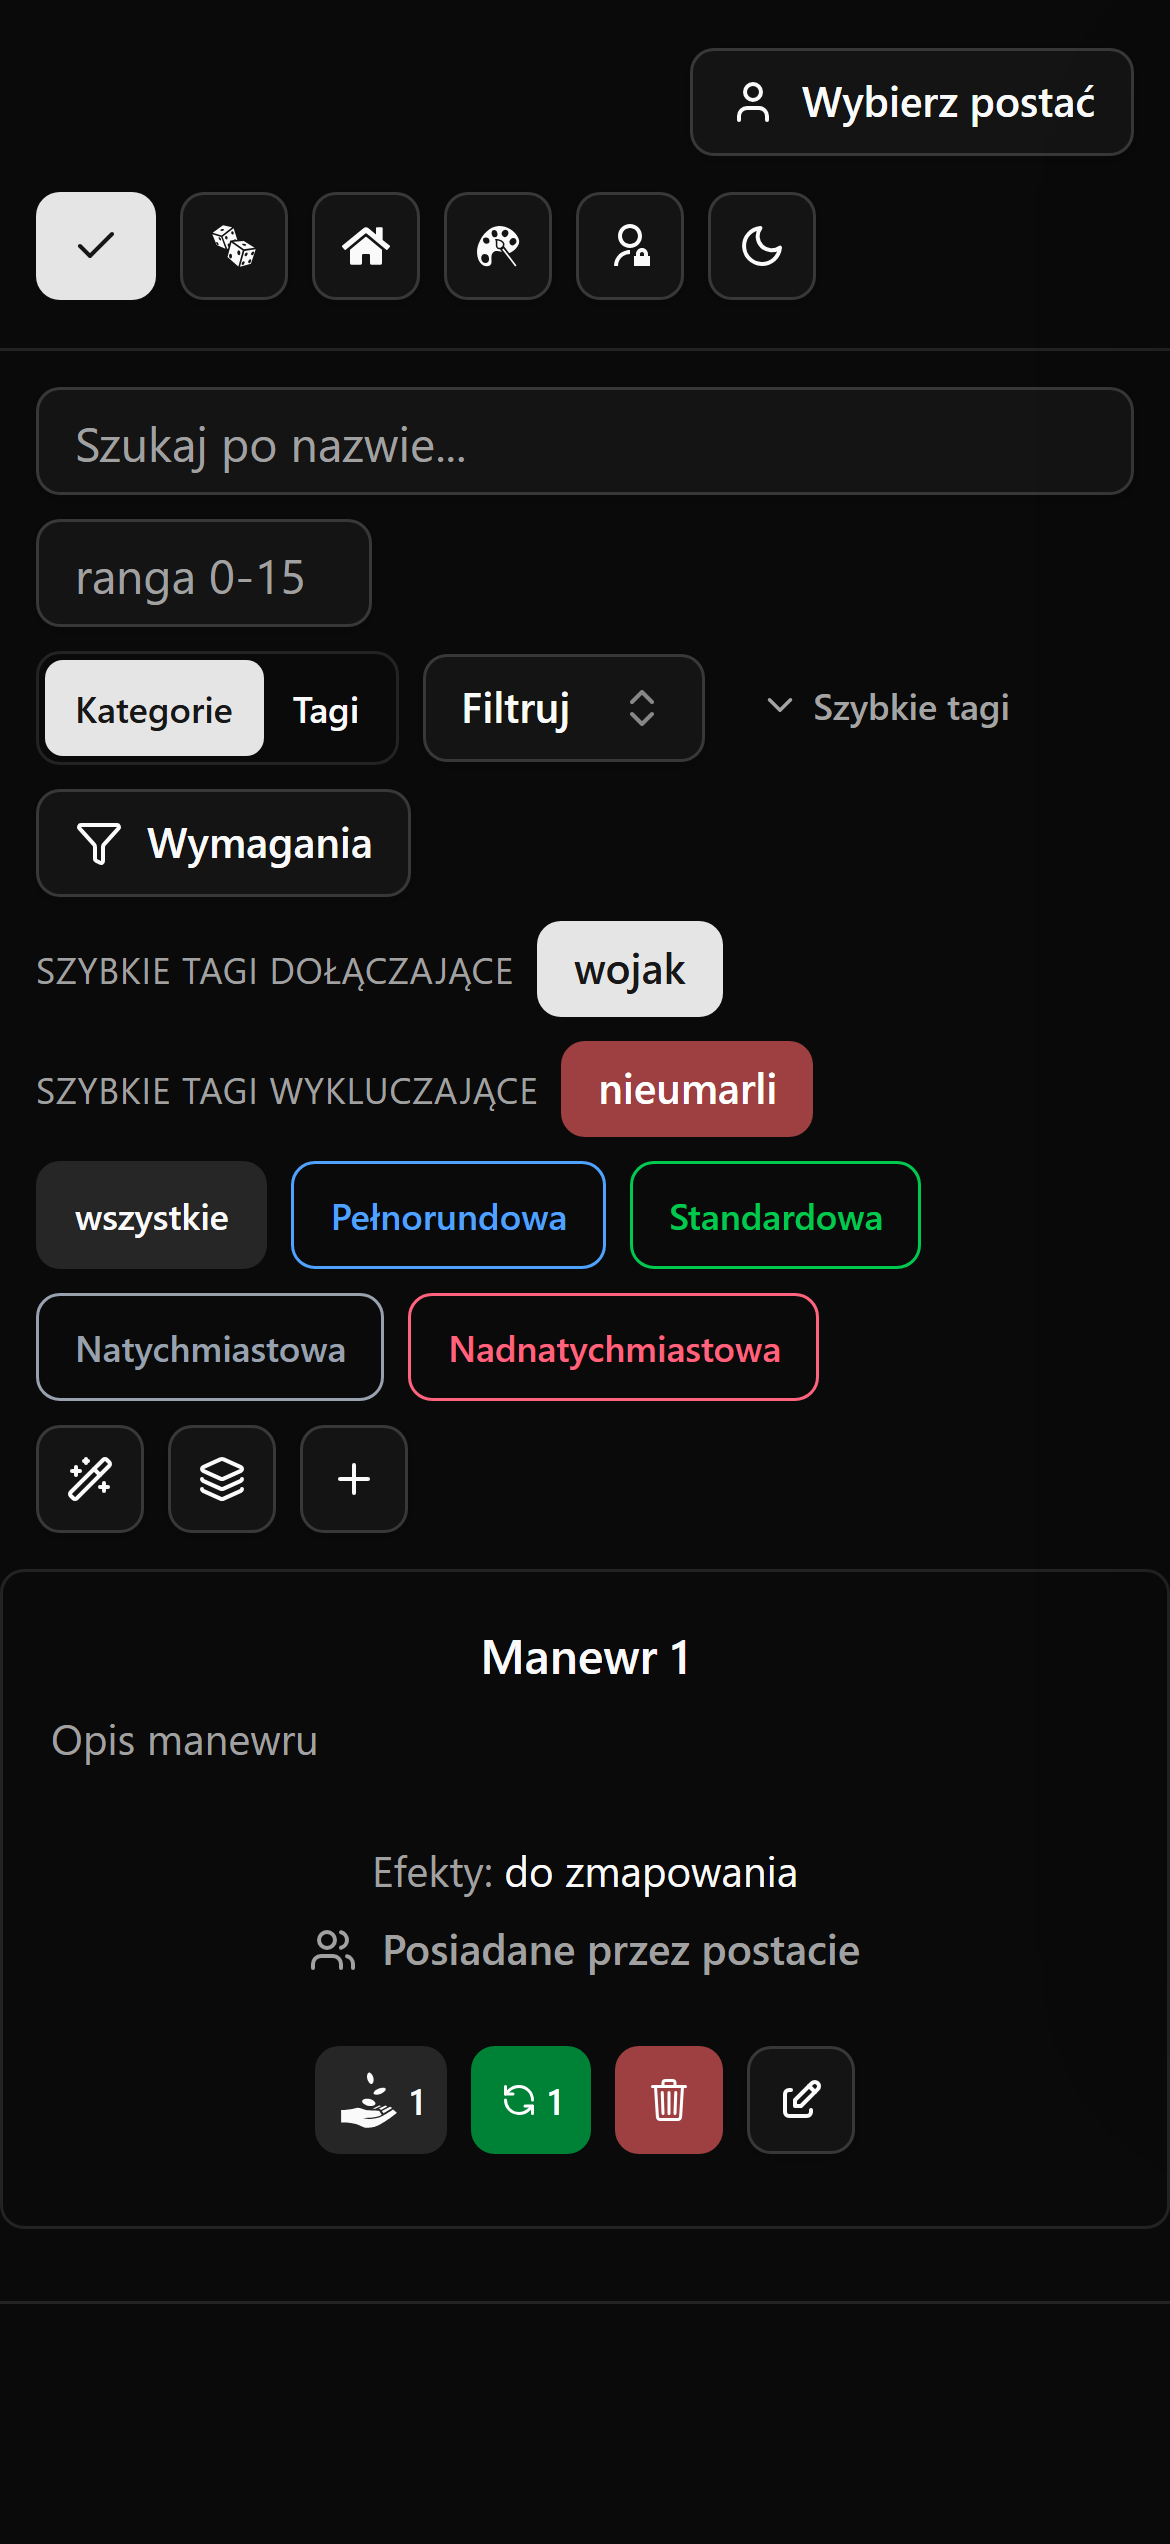 Wybierz postać
Szukaj po nazwie...
ranga 0-15
Kategorie Tagi Filtruj Szybkie tagi
Wymagania
SZYBKIE TAGI DOŁĄCZAJĄCE wojak
SZYBKIE TAGI WYKLUCZAJĄCE nieumarli
wszystkie Pełnorundowa Standardowa
Natychmiastowa Nadnatychmiastowa
Manewr 1
Opis manewru
Efekty: do zmapowania
Posiadane przez postacie
1 1